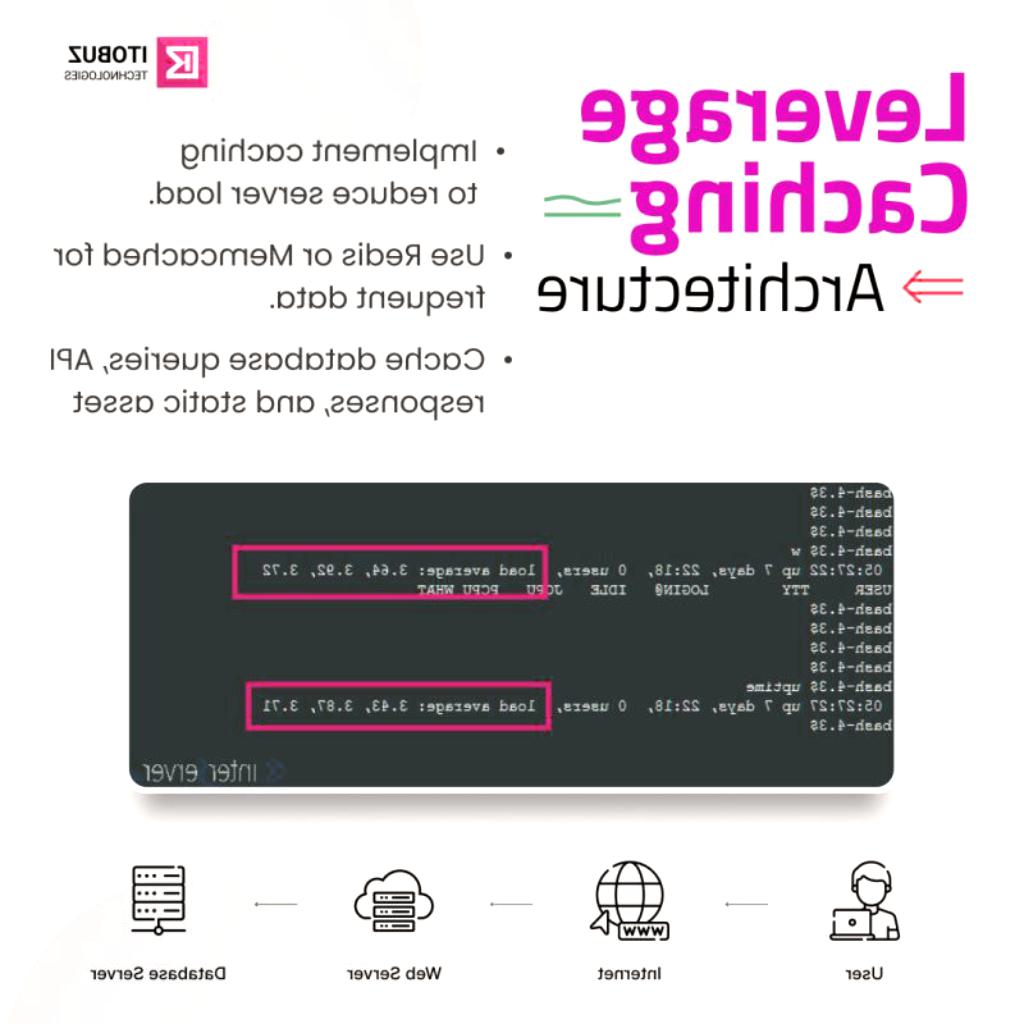 Leverage
Caching
Architecture
ITOBUZ
TECHNOLOGIES
• Implement caching
to reduce server load.
• Use Redis or Memcached for
frequent data.
• Cache database queries, API
responses, and static asset
bash-4.3$
bash-4.3$
bash-4.3$
bash-4.3$ w
05:27:22 up 7 days, 22:18, 0 users, load average: 3.64, 3.92, 3.72
USER TTY LOGIN@ IDLE JCPU PCPU WHAT
bash-4.3$
bash-4.3$
bash-4.3$
bash-4.3$
bash-4.3$ uptime
05:27:27 up 7 days, 22:18, 0 users, load average: 3.43, 3.87, 3.71
bash-4.3$
InterServer
User
Internet
WWW
Web Server
Database Server